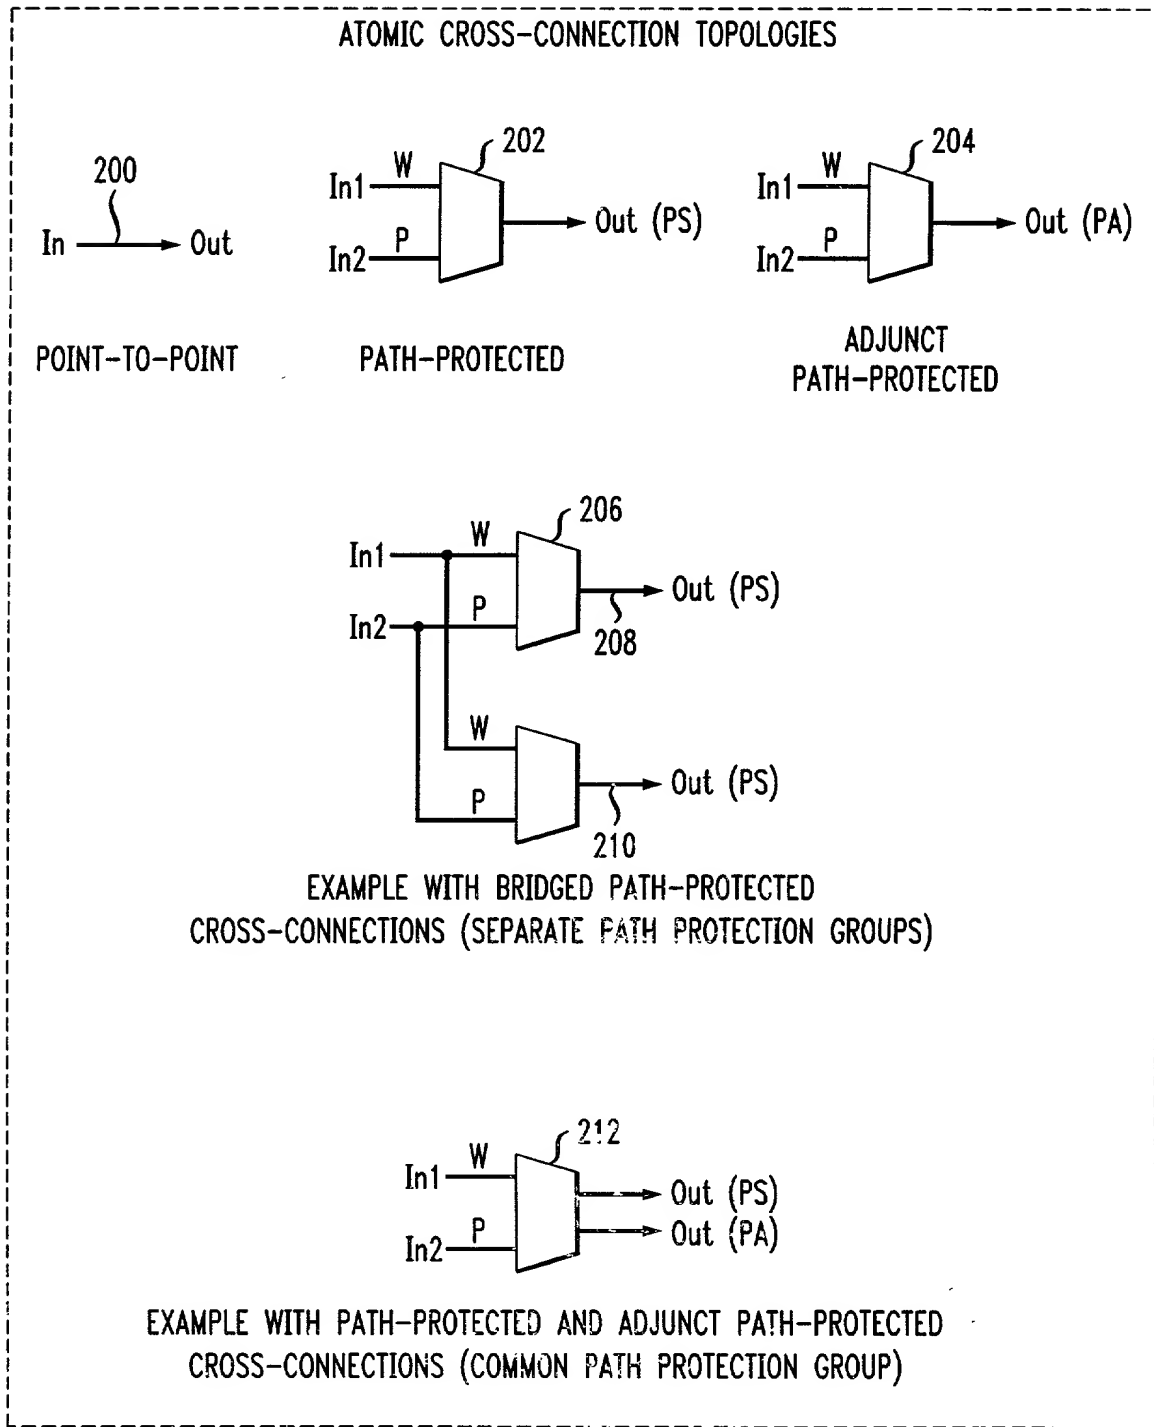 ATOMIC CROSS-CONNECTION TOPOLOGIES
200
In
Out
POINT-TO-POINT
202
In1
W
In2
P
Out (PS)
PATH-PROTECTED
204
In1
W
In2
P
Out (PA)
ADJUNCT
PATH-PROTECTED
206
In1
W
In2
P
Out (PS)
208
W
P
Out (PS)
210
EXAMPLE WITH BRIDGED PATH-PROTECTED
CROSS-CONNECTIONS (SEPARATE PATH PROTECTION GROUPS)
212
In1
W
In2
P
Out (PS)
Out (PA)
EXAMPLE WITH PATH-PROTECTED AND ADJUNCT PATH-PROTECTED
CROSS-CONNECTIONS (COMMON PATH PROTECTION GROUP)